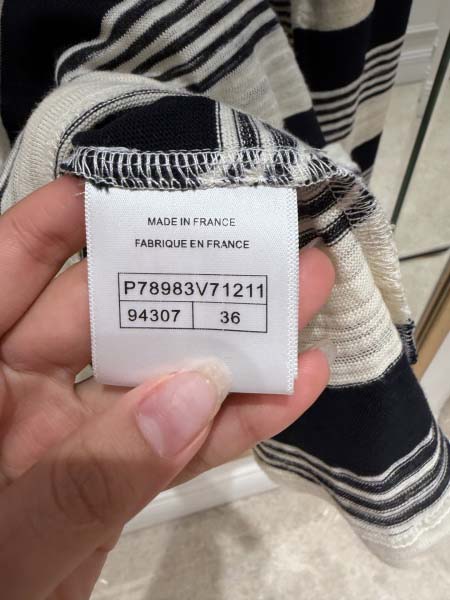 MADE IN FRANCE
FABRIQUE EN FRANCE
P78983V71211
94307 36